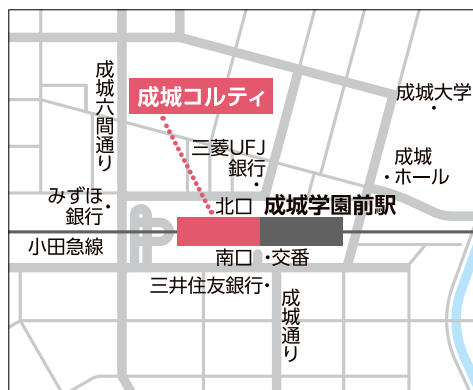 成城六間通り
成城コルティ
成城大学
三菱UFJ
銀行
成城
ホール
みずほ
銀行
北口
成城学園前駅
小田急線
南口
交番
三井住友銀行
成城通り